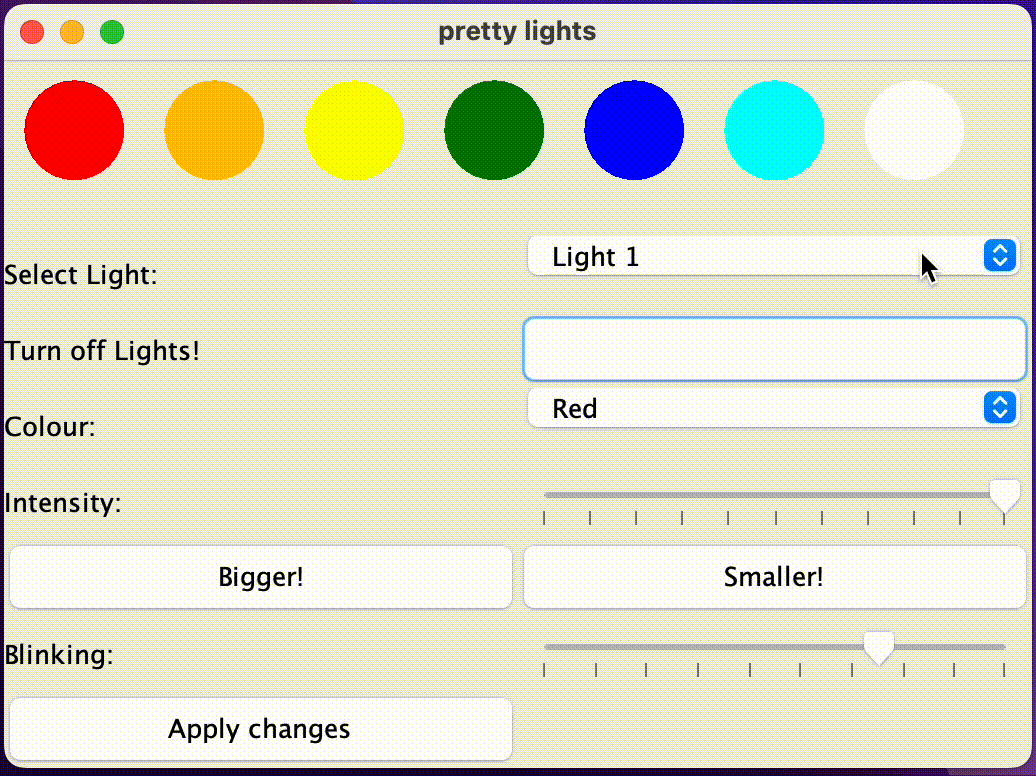 pretty lights
Select Light:
Light 1
Turn off Lights!
Colour:
Red
Intensity:
Bigger!
Smaller!
Blinking:
Apply changes